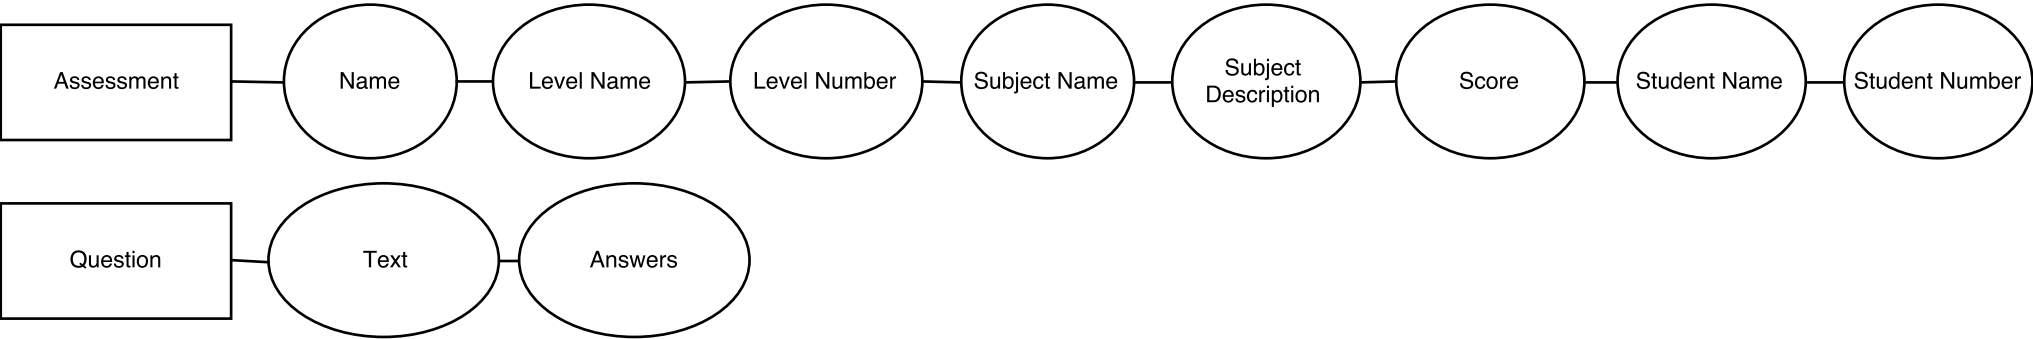 Assessment
Name
Level Name
Level Number
Subject Name
Subject
Description
Score
Student Name
Student Number
Question
Text
Answers